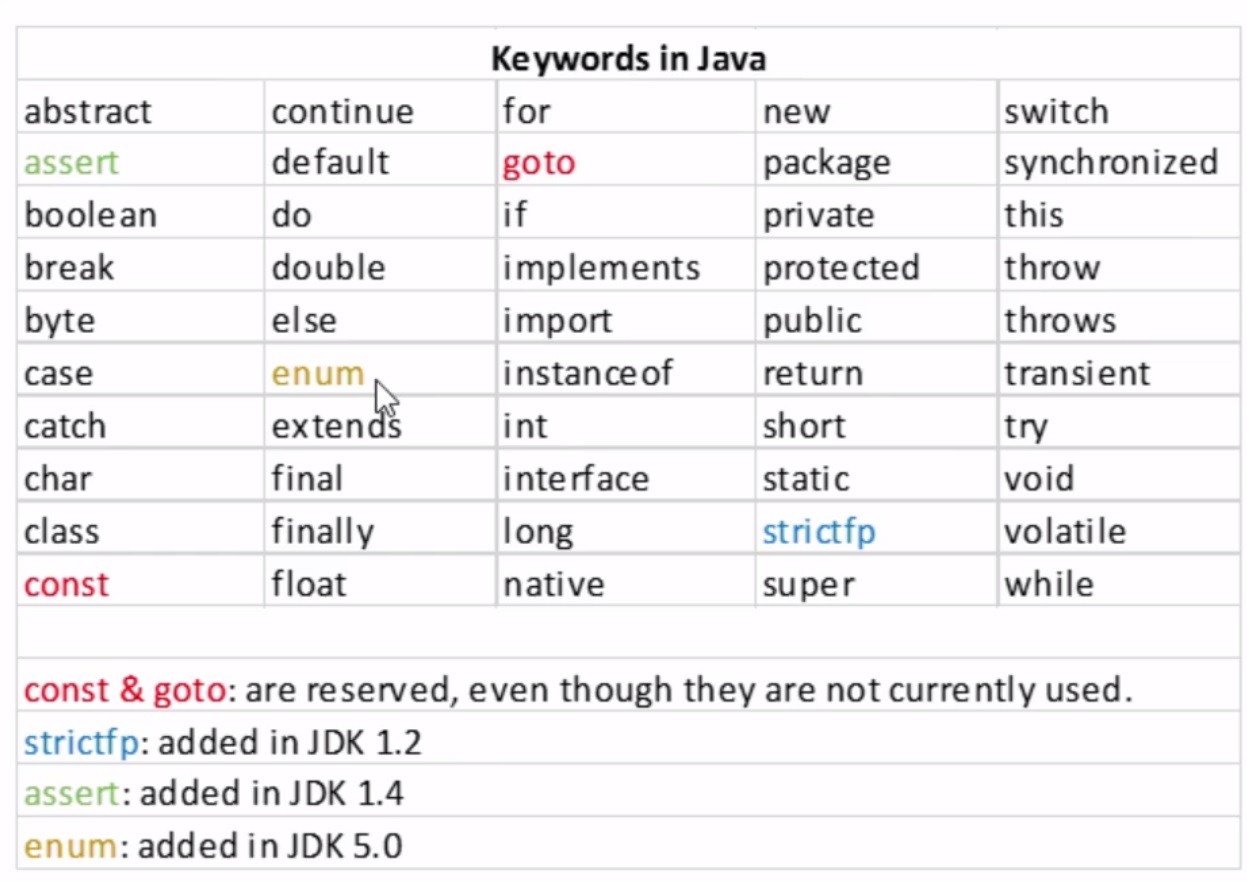 Keywords in Java
abstract continue for new switch
assert default goto package synchronized
boolean do if private this
break double implements protected throw
byte else import public throws
case enum instanceof return transient
catch extends int short try
char final interface static void
class finally long strictfp volatile
const float native super while
const & goto: are reserved, even though they are not currently used.
strictfp: added in JDK 1.2
assert: added in JDK 1.4
enum: added in JDK 5.0